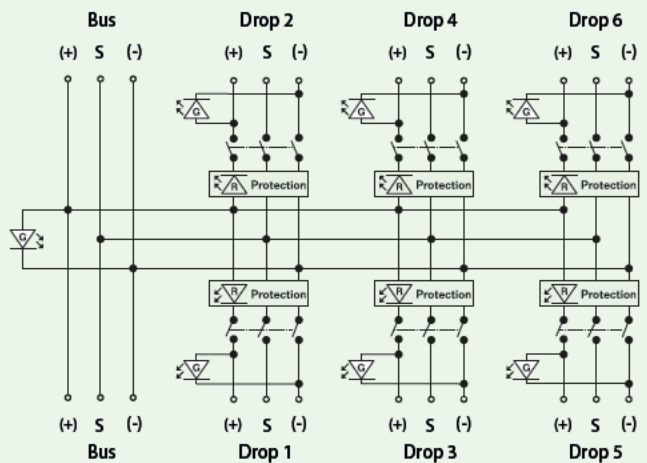 Bus Drop 2 Drop 4 Drop 6
(+) S (-) (+) S (-) (+) S (-) (+) S (-)
G G G
R Protection R Protection R Protection
G
R Protection R Protection R Protection
G G G
(+) S (-) (+) S (-) (+) S (-) (+) S (-)
Bus Drop 1 Drop 3 Drop 5